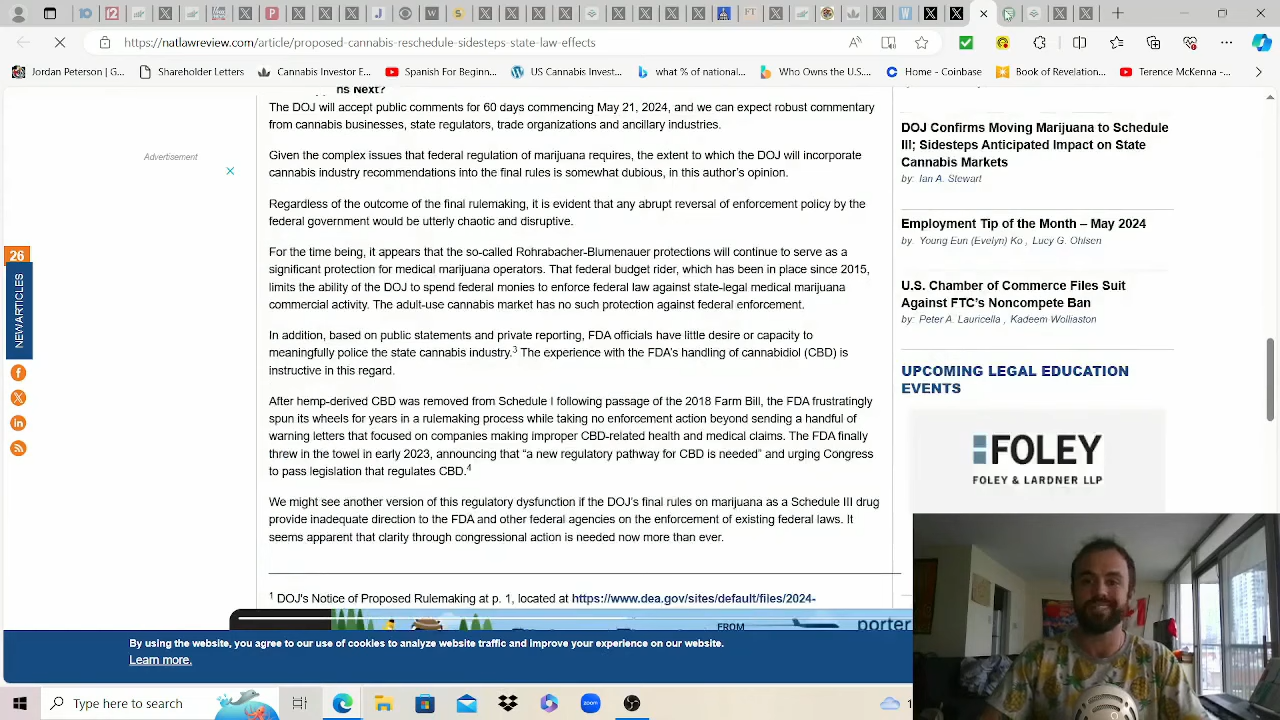 https://natlawreview.com/article/proposed-cannabis-reschedule-sidesteps-state-law-effects
Jordan Peterson | G...
Shareholder Letters
Cannabis Investor E...
Spanish For Beginn...
US Cannabis Invest...
what % of national...
Who Owns the U.S...
Home - Coinbase
Book of Revelation...
Terence McKenna -...
ns Next?
The DOJ will accept public comments for 60 days commencing May 21, 2024, and we can expect robust commentary
from cannabis businesses, state regulators, trade organizations and ancillary industries.
Given the complex issues that federal regulation of marijuana requires, the extent to which the DOJ will incorporate
cannabis industry recommendations into the final rules is somewhat dubious, in this author's opinion.
Regardless of the outcome of the final rulemaking, it is evident that any abrupt reversal of enforcement policy by the
federal government would be utterly chaotic and disruptive.
For the time being, it appears that the so-called Rohrabacher-Blumenauer protections will continue to serve as a
significant protection for medical marijuana operators. That federal budget rider, which has been in place since 2015,
limits the ability of the DOJ to spend federal monies to enforce federal law against state-legal medical marijuana
commercial activity. The adult-use cannabis market has no such protection against federal enforcement.
In addition, based on public statements and private reporting, FDA officials have little desire or capacity to
meaningfully police the state cannabis industry.3 The experience with the FDA's handling of cannabidiol (CBD) is
instructive in this regard.
After hemp-derived CBD was removed from Schedule I following passage of the 2018 Farm Bill, the FDA frustratingly
spun its wheels for years in a rulemaking process while taking no enforcement action beyond sending a handful of
warning letters that focused on companies making improper CBD-related health and medical claims. The FDA finally
threw in the towel in early 2023, announcing that “a new regulatory pathway for CBD is needed” and urging Congress
to pass legislation that regulates CBD.4
We might see another version of this regulatory dysfunction if the DOJ's final rules on marijuana as a Schedule III drug
provide inadequate direction to the FDA and other federal agencies on the enforcement of existing federal laws. It
seems apparent that clarity through congressional action is needed now more than ever.
1 DOJ's Notice of Proposed Rulemaking at p. 1, located at https://www.dea.gov/sites/default/files/2024-
Advertisement
26
NEW ARTICLES
DOJ Confirms Moving Marijuana to Schedule
III; Sidesteps Anticipated Impact on State
Cannabis Markets
by: Ian A. Stewart
Employment Tip of the Month – May 2024
by: Young Eun (Evelyn) Ko , Lucy G. Ohlsen
U.S. Chamber of Commerce Files Suit
Against FTC's Noncompete Ban
by: Peter A. Lauricella , Kadeem Wolliaston
UPCOMING LEGAL EDUCATION
EVENTS
FOLEY
FOLEY & LARDNER LLP
FROM
porter
By using the website, you agree to our use of cookies to analyze website traffic and improve your experience on our website.
Learn more.
Type here to search
zoom